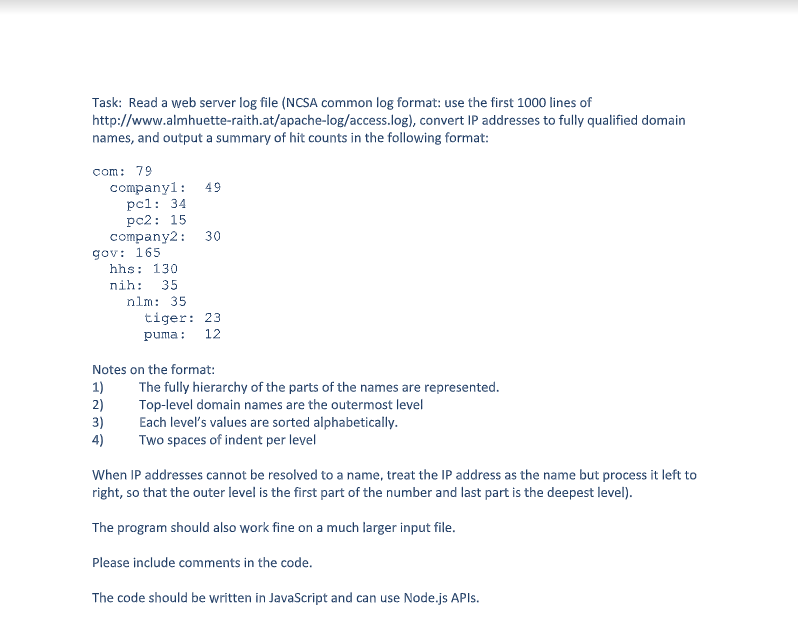 Task:  Read a web server log file (NCSA common log format: use the first 1000 lines of
http://www.almhuette-raith.at/apache-log/access.log), convert IP addresses to fully qualified domain
names, and output a summary of hit counts in the following format:
com: 79
  company1:  49
    pc1: 34
    pc2: 15
  company2:  30
gov: 165
  hhs: 130
  nih:  35
    nlm: 35
      tiger: 23
      puma:  12
Notes on the format:
1) The fully hierarchy of the parts of the names are represented.
2) Top-level domain names are the outermost level
3) Each level's values are sorted alphabetically.
4) Two spaces of indent per level
When IP addresses cannot be resolved to a name, treat the IP address as the name but process it left to
right, so that the outer level is the first part of the number and last part is the deepest level).
The program should also work fine on a much larger input file.
Please include comments in the code.
The code should be written in JavaScript and can use Node.js APIs.